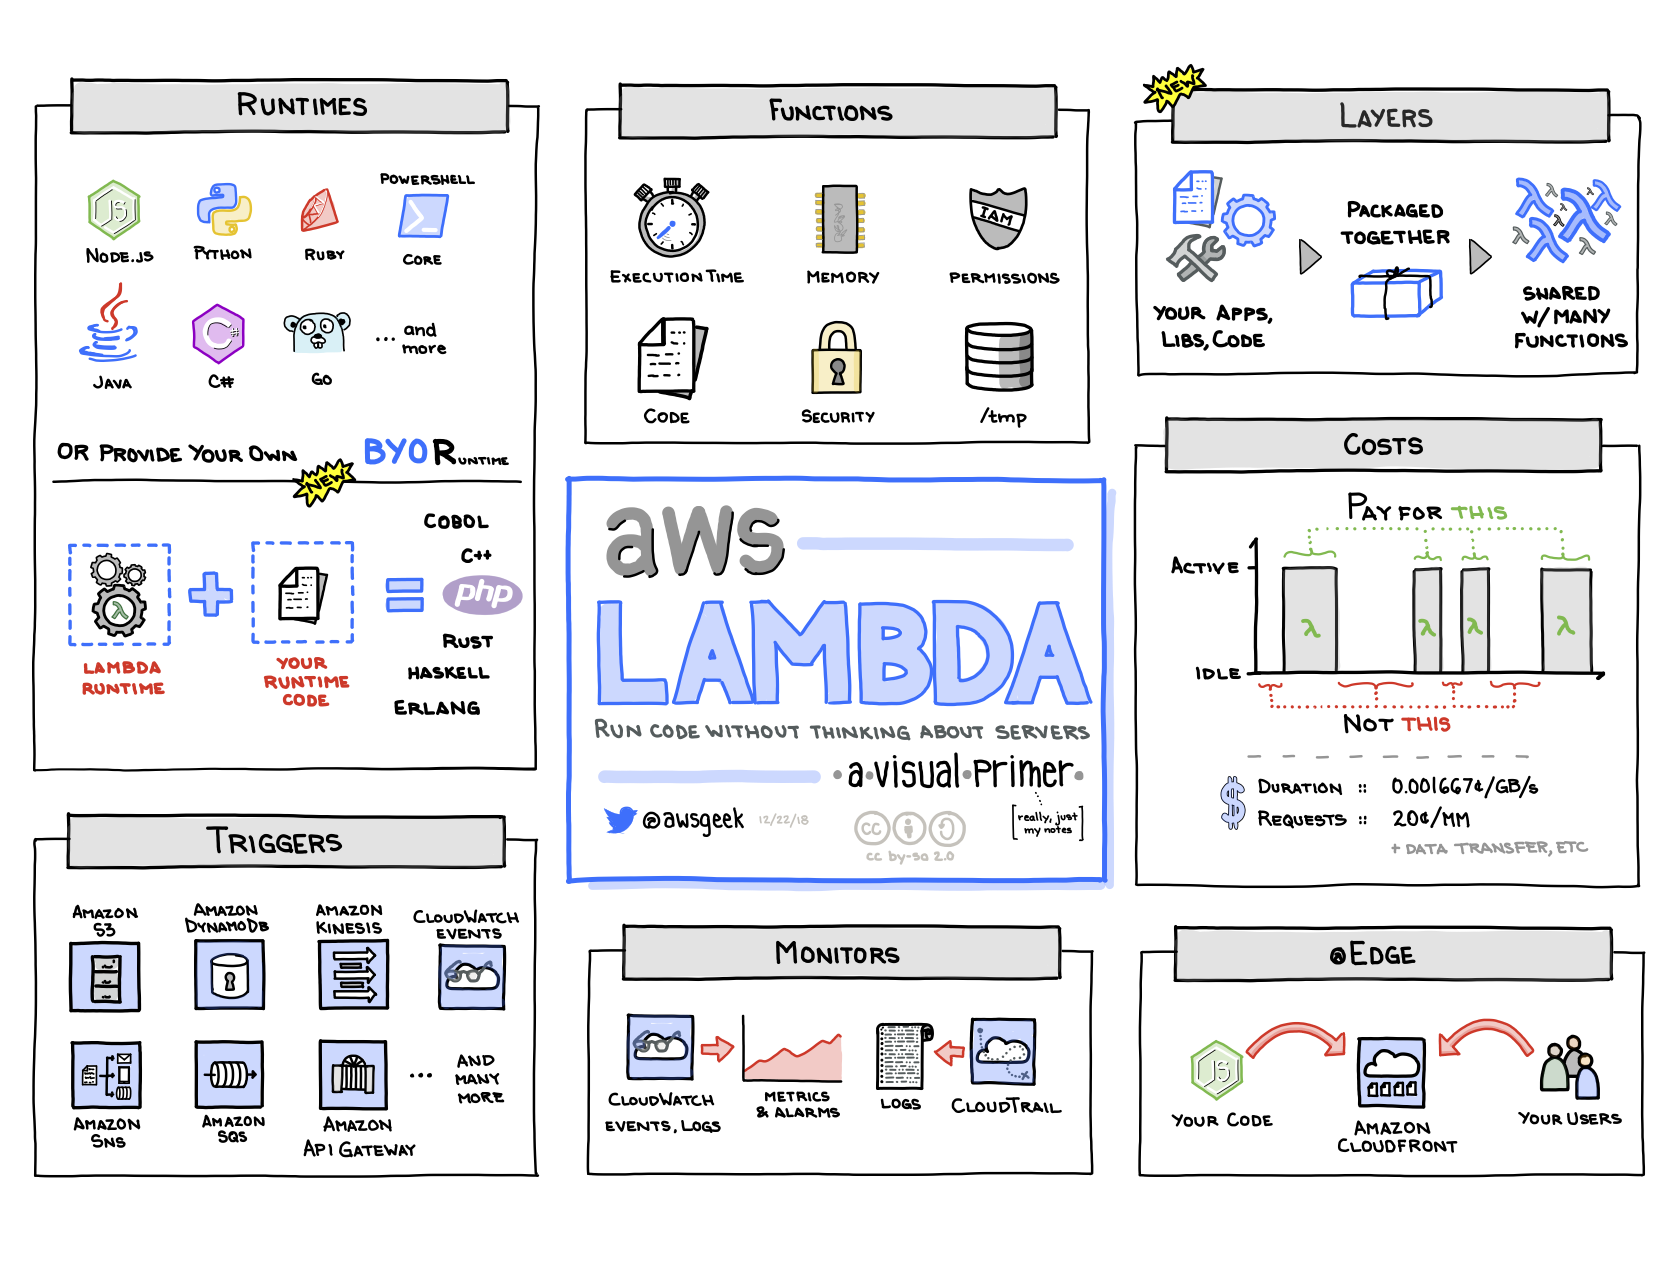 RUNTIMES
JS
NODE.JS
PYTHON
RUBY
POWERSHELL
CORE
JAVA
C#
C#
GO
... and
more
OR PROVIDE YOUR OWN
BYORUNTIME
NEW
λ
LAMBDA
RUNTIME
YOUR
RUNTIME
CODE
COBOL
C++
php
RUST
HASKELL
ERLANG
TRIGGERS
AMAZON
S3
AMAZON
DYNAMODB
AMAZON
KINESIS
CLOUDWATCH
EVENTS
AMAZON
SNS
AMAZON
SQS
AMAZON
API GATEWAY
...
AND
MANY
MORE
FUNCTIONS
EXECUTION TIME
MEMORY
IAM
PERMISSIONS
CODE
SECURITY
/tmp
aws
LAMBDA
RUN CODE WITHOUT THINKING ABOUT SERVERS
•a•visual•primer•
[really, just
my notes]
@awsgeek
12/22/18
cc
cc by-sa 2.0
MONITORS
CLOUDWATCH
EVENTS, LOGS
METRICS
& ALARMS
LOGS
CLOUDTRAIL
NEW
LAYERS
YOUR APPS,
LIBS, CODE
PACKAGED
TOGETHER
λ λ λ λ λ λ λ λ λ λ
SHARED
W/ MANY
FUNCTIONS
COSTS
PAY FOR THIS
ACTIVE
λ λ λ λ
IDLE
NOT THIS
$
DURATION :: 0.001667¢/GB/s
REQUESTS :: 20¢/MM
+ DATA TRANSFER, ETC
@EDGE
JS
YOUR CODE
AMAZON
CLOUDFRONT
YOUR USERS